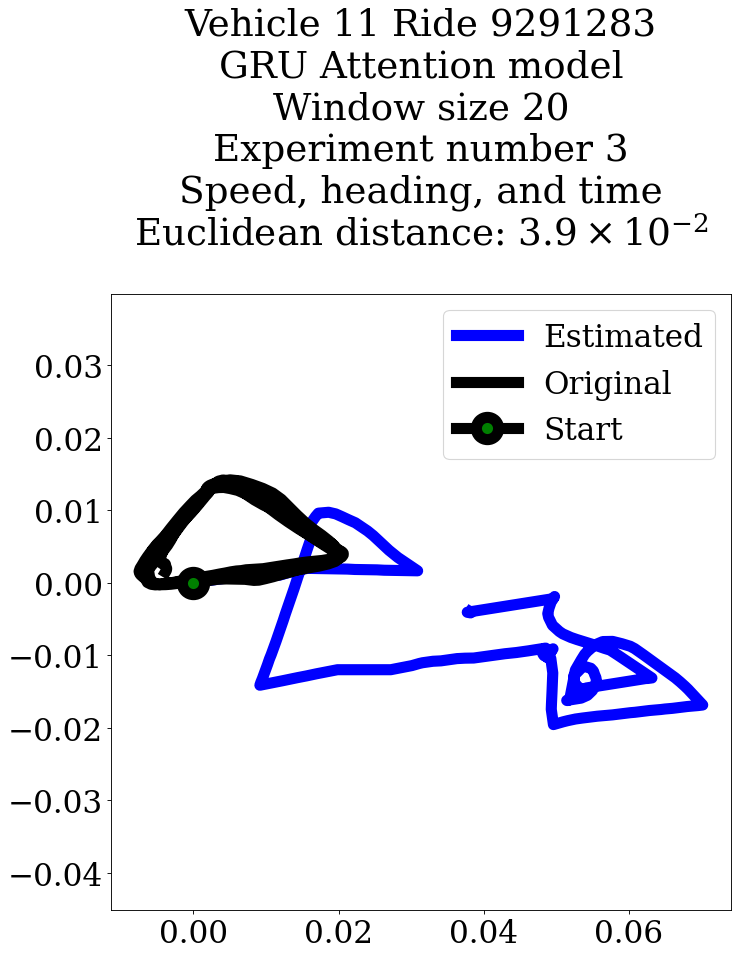 Vehicle 11 Ride 9291283
GRU Attention model
Window size 20
Experiment number 3
Speed, heading, and time
Euclidean distance: 3.9 × 10⁻²
Estimated
Original
Start
0.03
0.02
0.01
0.00
−0.01
−0.02
−0.03
−0.04
0.00 0.02 0.04 0.06